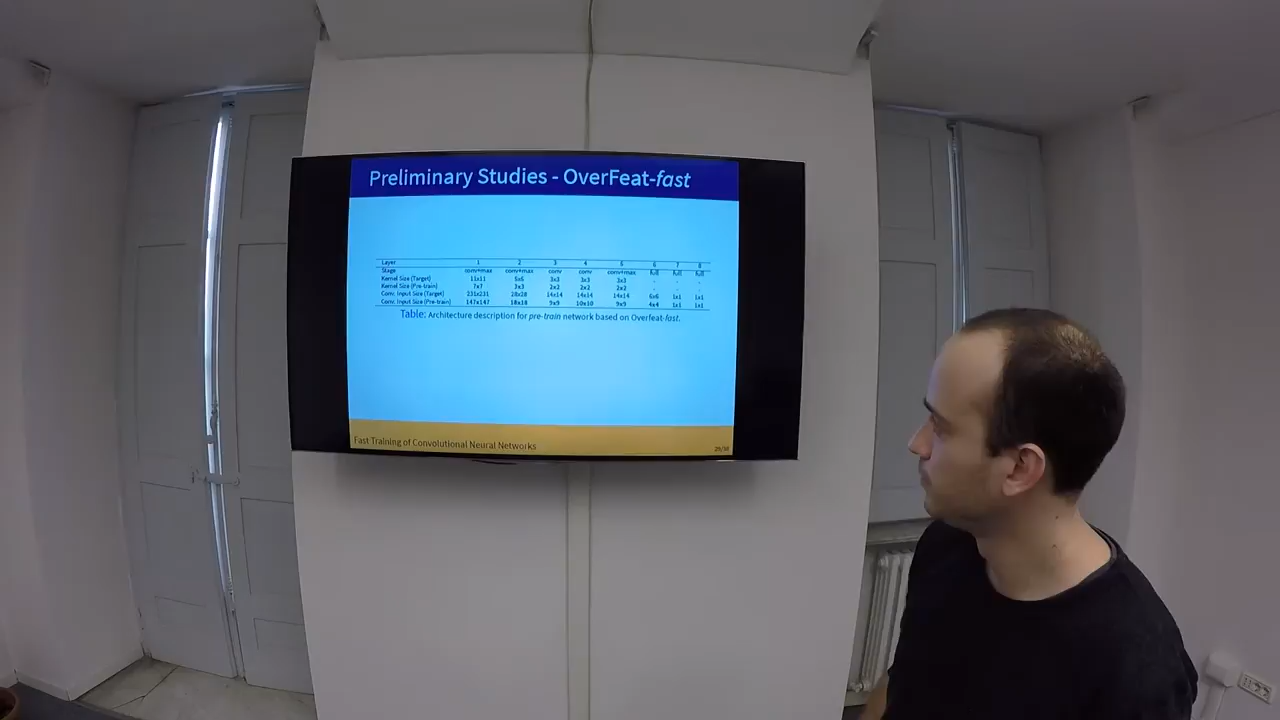 Preliminary Studies - OverFeat-fast
Layer 1 2 3 4 5 6 7 8
Stage conv+max conv+max conv conv conv+max full full full
Kernel Size (Target) 11x11 5x5 3x3 3x3 3x3 - - -
Kernel Size (Pre-train) 7x7 3x3 2x2 2x2 2x2 - - -
Conv. Input Size (Target) 231x231 28x28 14x14 14x14 14x14 6x6 1x1 1x1
Conv. Input Size (Pre-train) 147x147 18x18 9x9 10x10 9x9 4x4 1x1 1x1
Table: Architecture description for pre-train network based on Overfeat-fast.
Fast Training of Convolutional Neural Networks